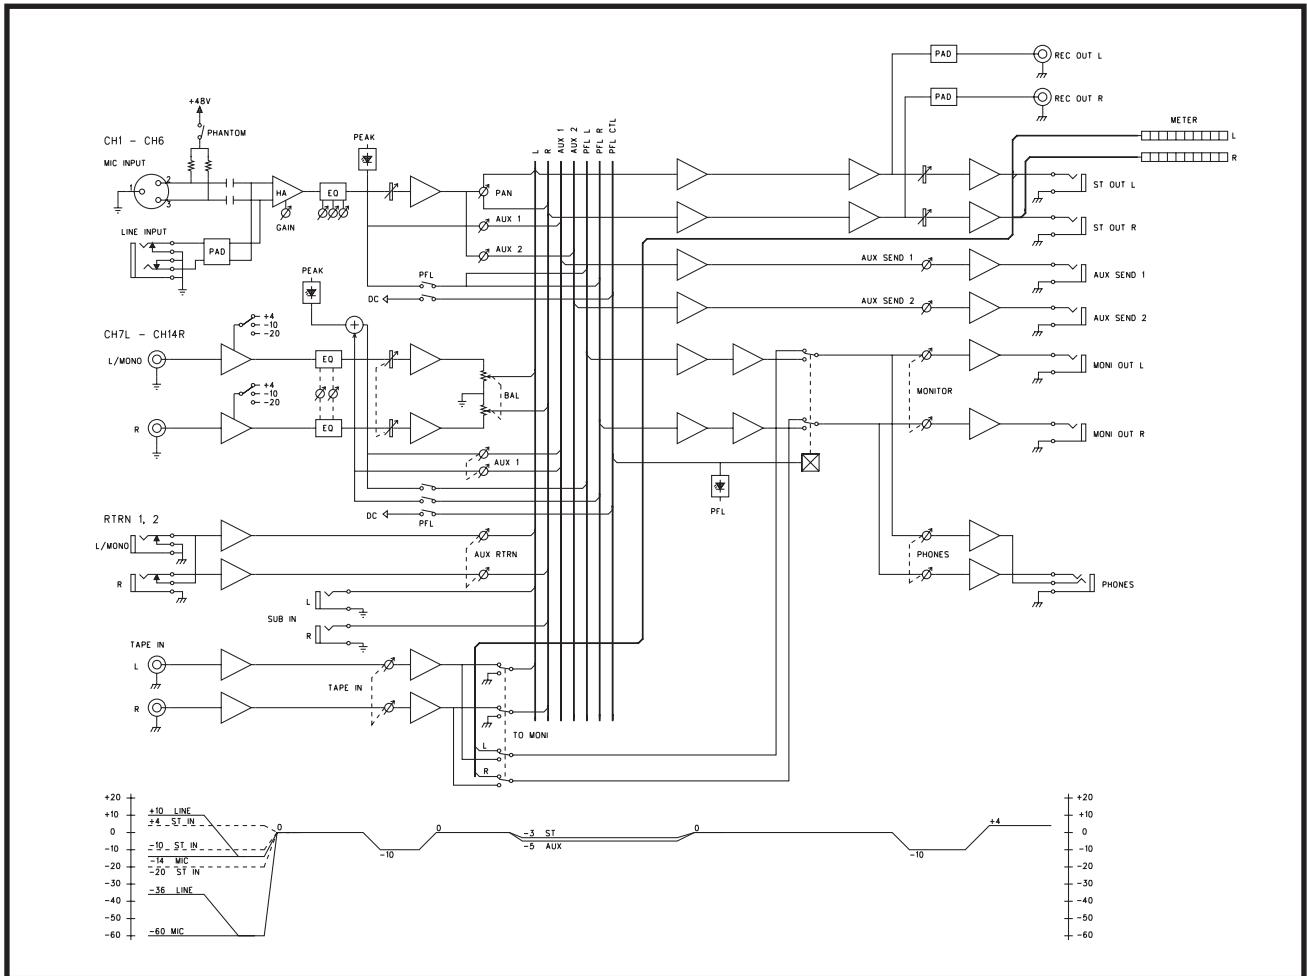 REC OUT L
PAD
REC OUT R
PAD
METER
L
R
+48V
PHANTOM
CH1 - CH6
MIC INPUT
1
2
3
LINE INPUT
PAD
HA
GAIN
EQ
PEAK
PAN
AUX 1
AUX 2
PFL
DC
L
R
AUX 1
AUX 2
PFL L
PFL R
PFL CTL
ST OUT L
ST OUT R
AUX SEND 1
AUX SEND 1
AUX SEND 2
AUX SEND 2
PEAK
CH7L - CH14R
+4
-10
-20
L/MONO
EQ
+4
-10
-20
R
EQ
BAL
AUX 1
DC
PFL
MONITOR
MONI OUT L
MONI OUT R
PFL
RTRN 1, 2
L/MONO
R
AUX RTRN
PHONES
PHONES
SUB IN
L
R
TAPE IN
L
R
TAPE IN
TO MONI
L
R
+20
+10
0
-10
-20
-30
-40
-50
-60
+10 LINE
+4 ST IN
-10 ST IN
-14 MIC
-20 ST IN
-36 LINE
-60 MIC
0
-10
0
-3 ST
-5 AUX
0
-10
+4
+20
+10
0
-10
-20
-30
-40
-50
-60